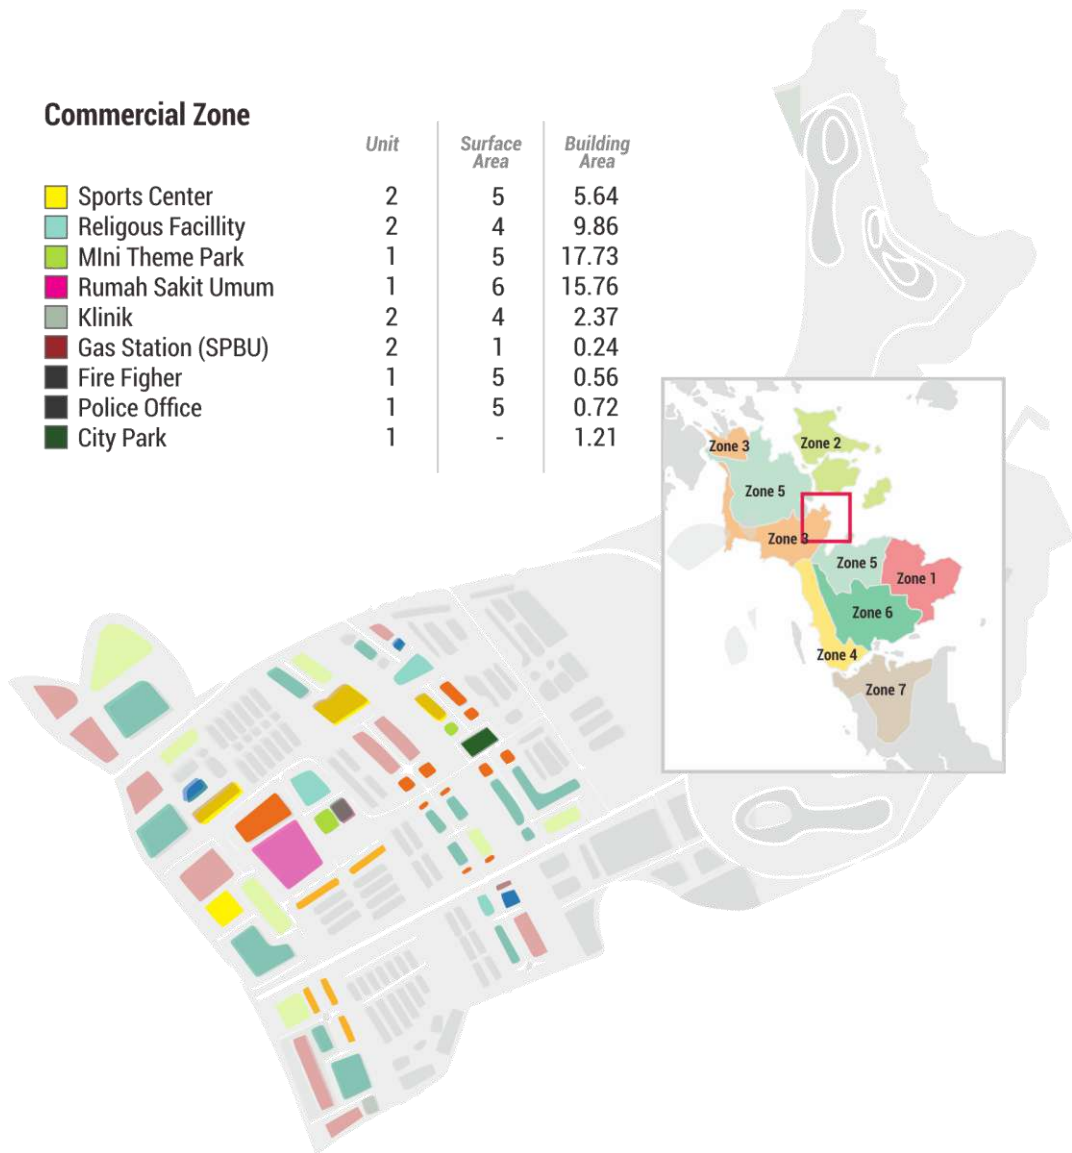 Commercial Zone
Unit Surface Area Building Area
Sports Center 2 5 5.64
Religous Facillity 2 4 9.86
MIni Theme Park 1 5 17.73
Rumah Sakit Umum 1 6 15.76
Klinik 2 4 2.37
Gas Station (SPBU) 2 1 0.24
Fire Figher 1 5 0.56
Police Office 1 5 0.72
City Park 1 - 1.21
Zone 3
Zone 2
Zone 5
Zone 3
Zone 5
Zone 1
Zone 6
Zone 4
Zone 7